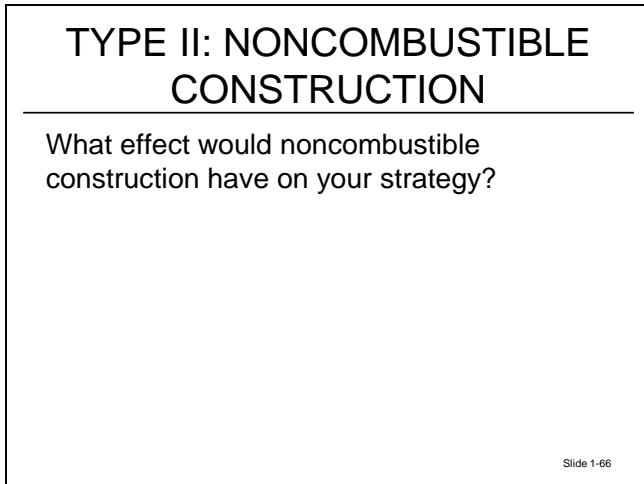 TYPE II: NONCOMBUSTIBLE
CONSTRUCTION
What effect would noncombustible
construction have on your strategy?
Slide 1-66